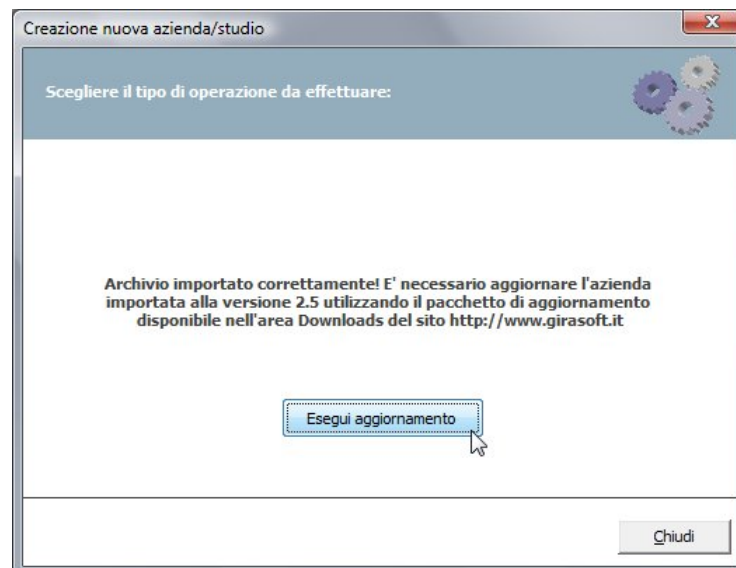 Creazione nuova azienda/studio
Scegliere il tipo di operazione da effettuare:
Archivio importato correttamente! E' necessario aggiornare l'azienda
importata alla versione 2.5 utilizzando il pacchetto di aggiornamento
disponibile nell'area Downloads del sito http://www.girasoft.it
Esegui aggiornamento
Chiudi